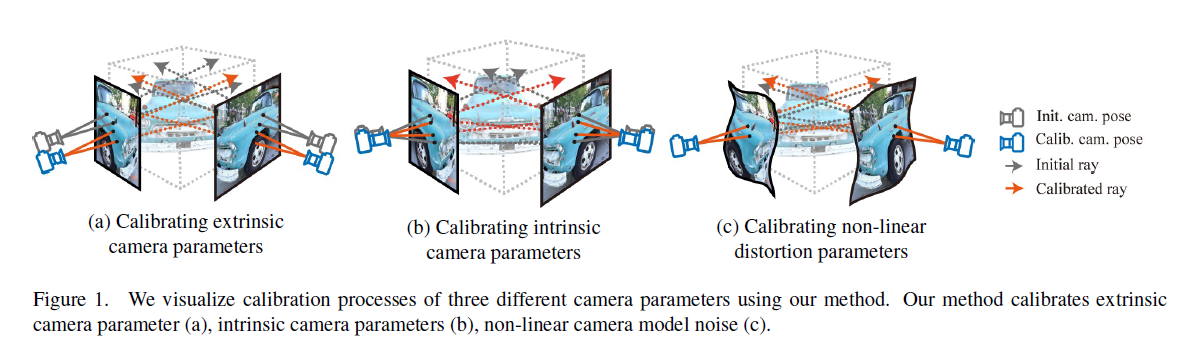 Init. cam. pose
Calib. cam. pose
Initial ray
Calibrated ray
(a) Calibrating extrinsic
camera parameters
(b) Calibrating intrinsic
camera parameters
(c) Calibrating non-linear
distortion parameters
Figure 1. We visualize calibration processes of three different camera parameters using our method. Our method calibrates extrinsic
camera parameter (a), intrinsic camera parameters (b), non-linear camera model noise (c).